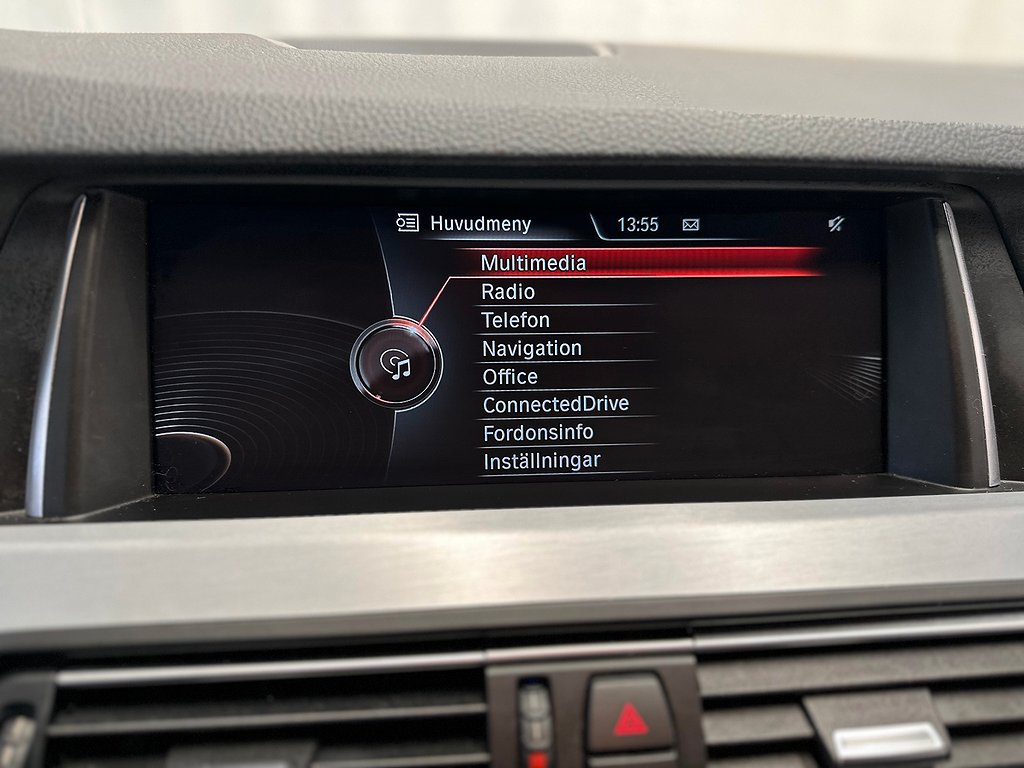 Huvudmeny 13:55
Multimedia
Radio
Telefon
Navigation
Office
ConnectedDrive
Fordonsinfo
Inställningar